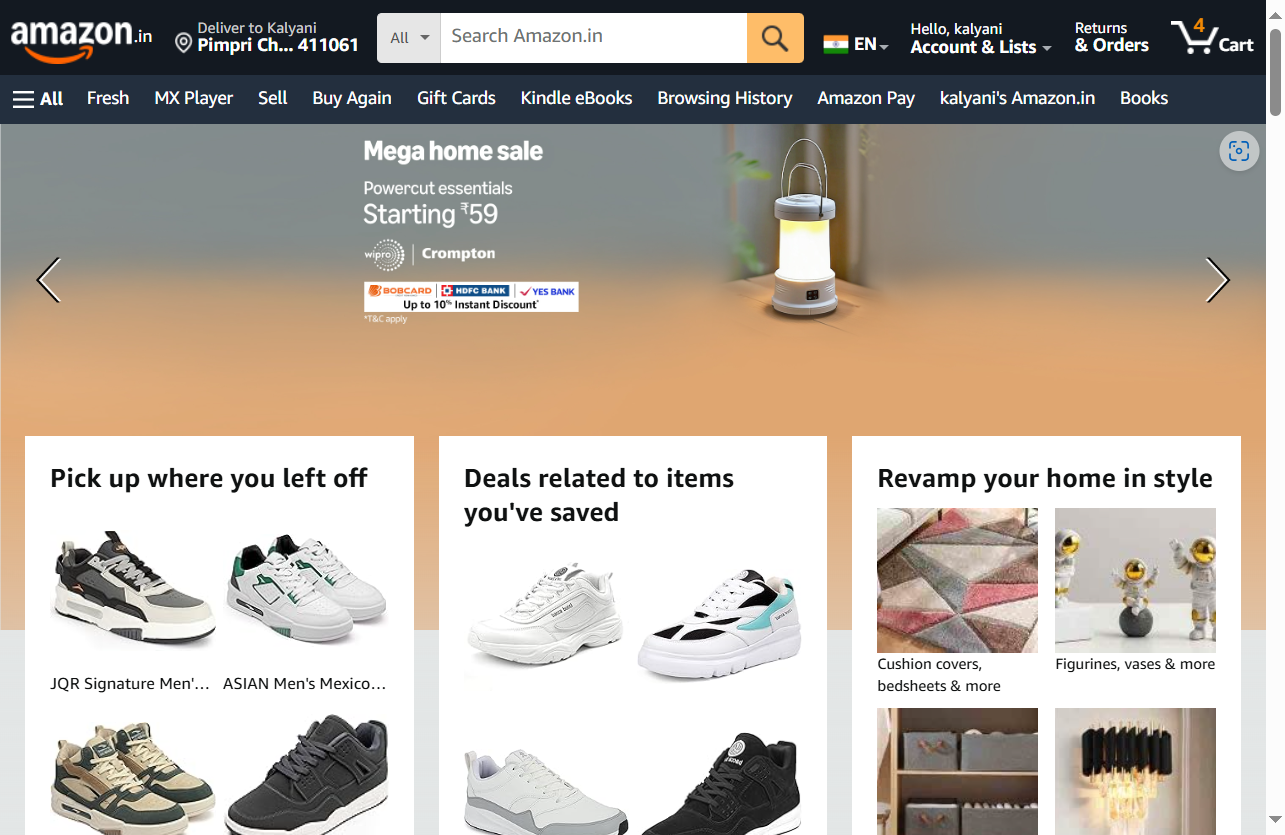 amazon.in
Deliver to Kalyani
Pimpri Ch... 411061
All
Search Amazon.in
EN
Hello, kalyani
Account & Lists
Returns
& Orders
4
Cart
All
Fresh
MX Player
Sell
Buy Again
Gift Cards
Kindle eBooks
Browsing History
Amazon Pay
kalyani's Amazon.in
Books
Mega home sale
Powercut essentials
Starting ₹59
wipro | Crompton
BOBCARD | HDFC BANK | YES BANK
Up to 10% Instant Discount*
*T&C apply
Pick up where you left off
JQR Signature Men'...
ASIAN Men's Mexico...
Deals related to items
you've saved
Revamp your home in style
Cushion covers,
bedsheets & more
Figurines, vases & more